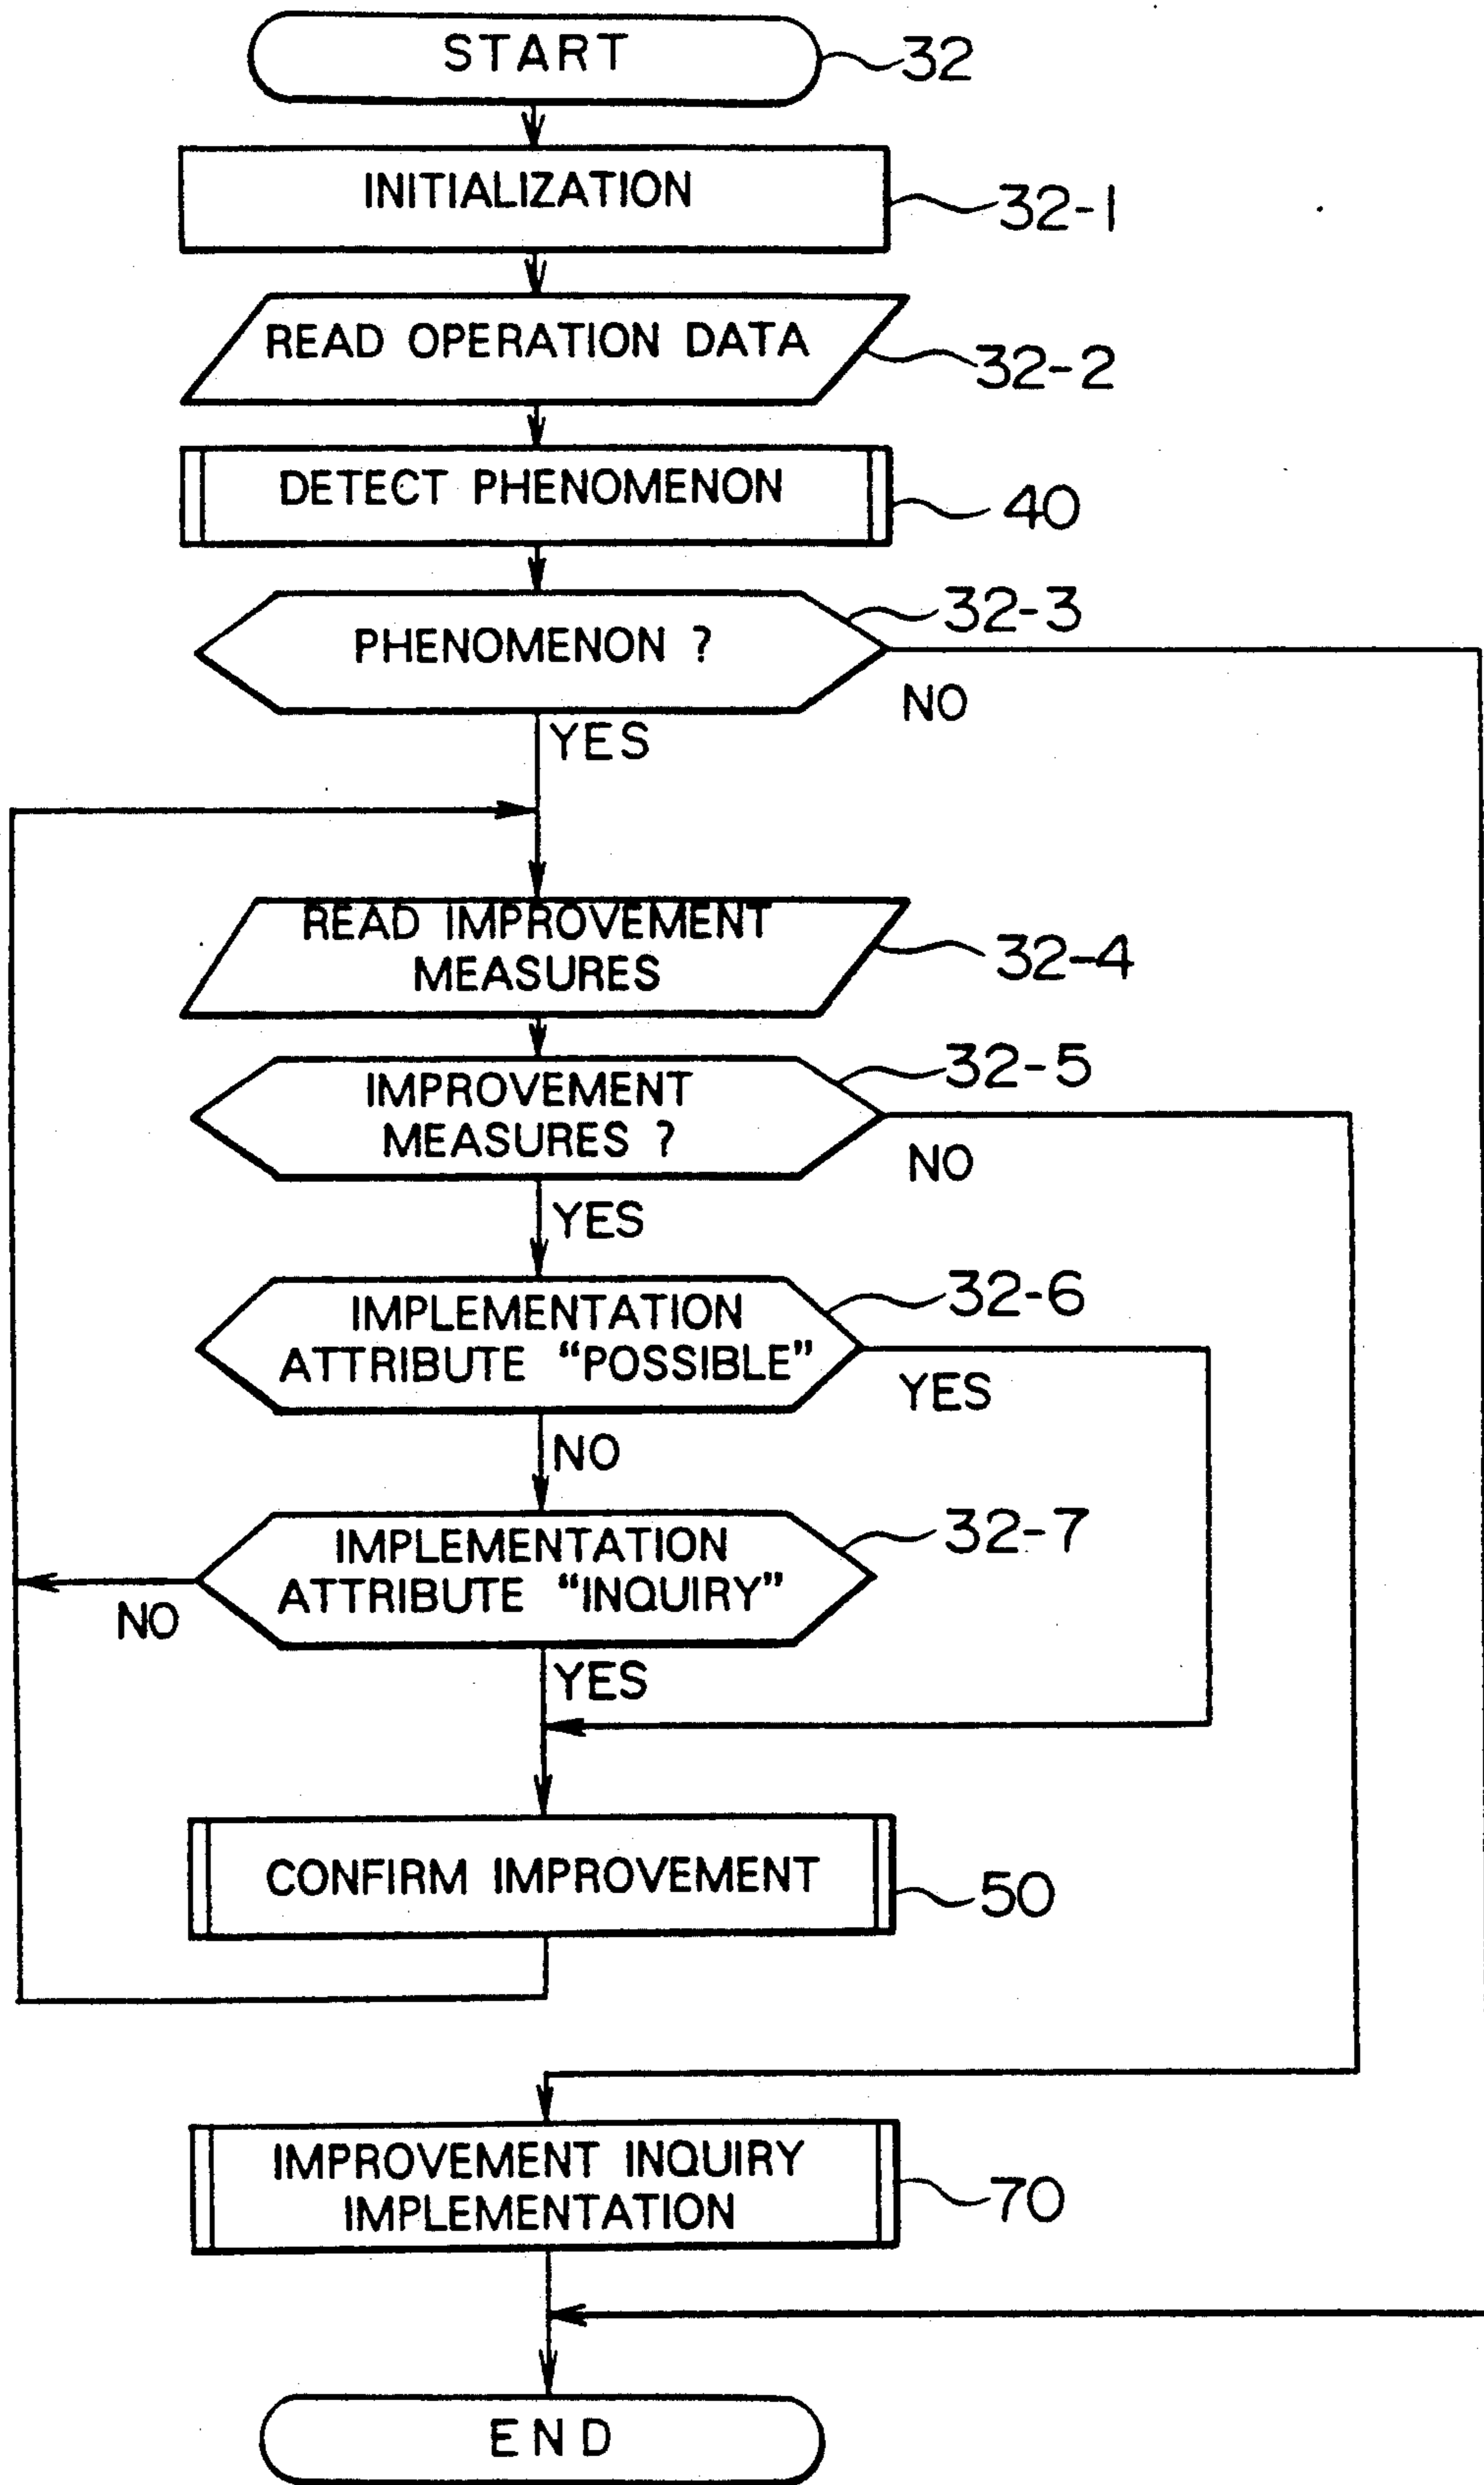 START
32
INITIALIZATION
32-1
READ OPERATION DATA
32-2
DETECT PHENOMENON
40
PHENOMENON ?
32-3
NO
YES
READ IMPROVEMENT
MEASURES
32-4
IMPROVEMENT
MEASURES ?
32-5
NO
YES
IMPLEMENTATION
ATTRIBUTE “POSSIBLE”
32-6
YES
NO
IMPLEMENTATION
ATTRIBUTE “INQUIRY”
32-7
NO
YES
CONFIRM IMPROVEMENT
50
IMPROVEMENT INQUIRY
IMPLEMENTATION
70
END